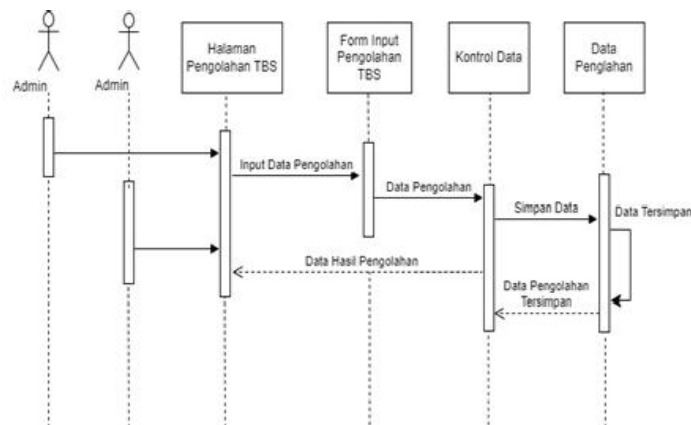 Admin
Admin
Halaman
Pengolahan TBS
Form Input
Pengolahan
TBS
Kontrol Data
Data
Penglahan
Input Data Pengolahan
Data Pengolahan
Simpan Data
Data Tersimpan
Data Hasil Pengolahan
Data Pengolahan
Tersimpan